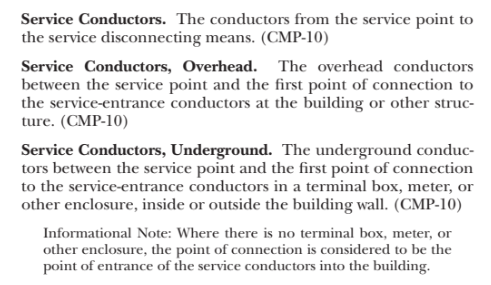 Service Conductors. The conductors from the service point to
the service disconnecting means. (CMP-10)
Service Conductors, Overhead. The overhead conductors
between the service point and the first point of connection to
the service-entrance conductors at the building or other struc-
ture. (CMP-10)
Service Conductors, Underground. The underground conduc-
tors between the service point and the first point of connection
to the service-entrance conductors in a terminal box, meter, or
other enclosure, inside or outside the building wall. (CMP-10)
Informational Note: Where there is no terminal box, meter, or
other enclosure, the point of connection is considered to be the
point of entrance of the service conductors into the building.